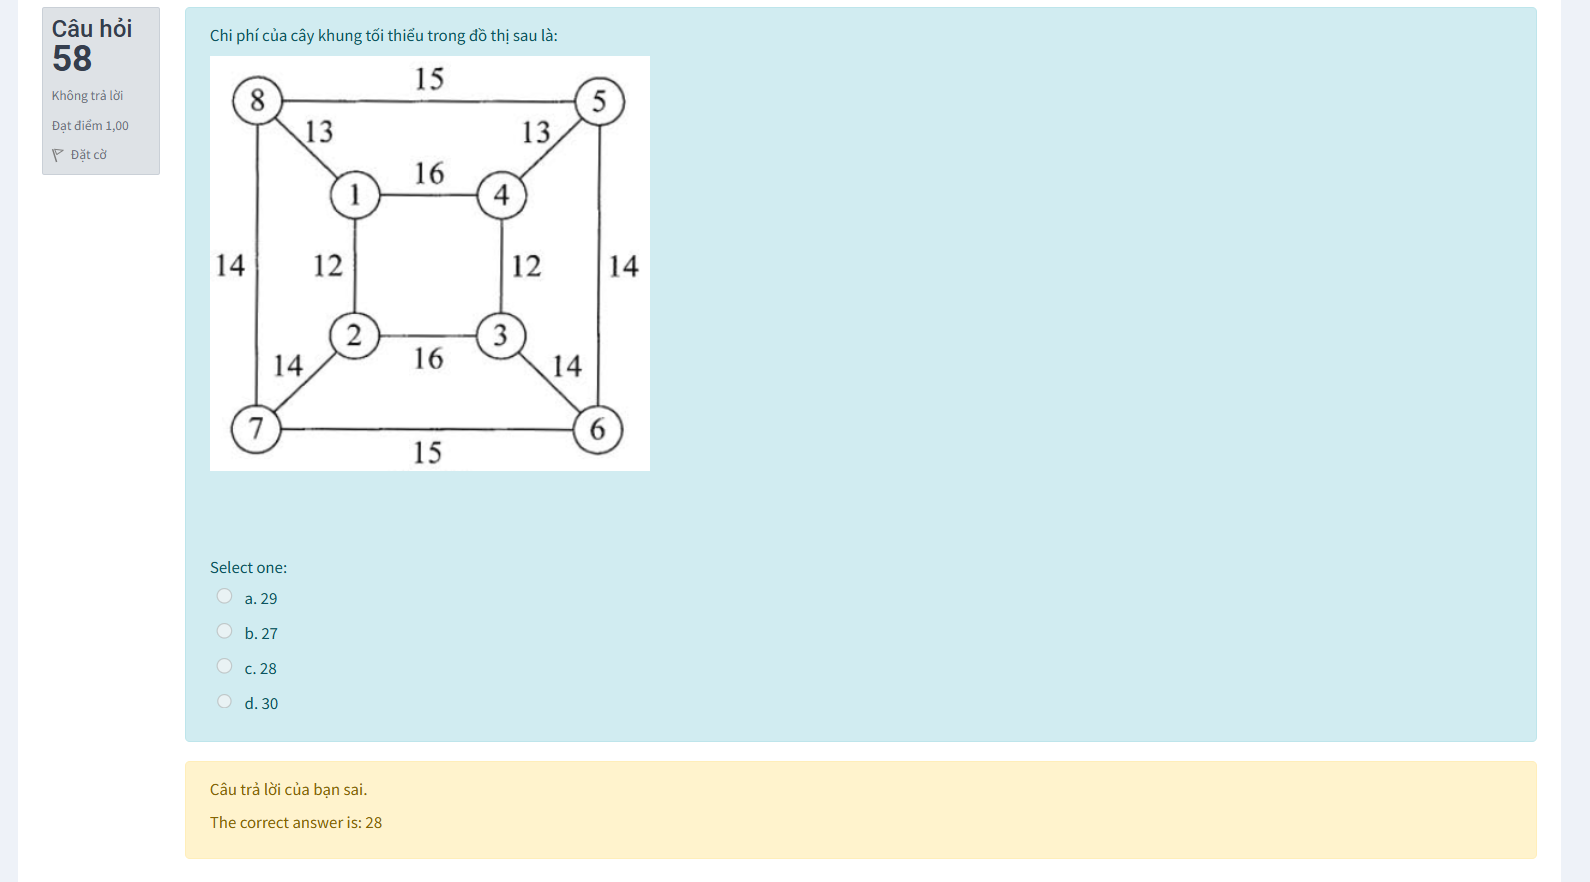 Câu hỏi
58
Không trả lời
Đạt điểm 1,00
Đặt cờ
Chi phí của cây khung tối thiểu trong đồ thị sau là:
15
8
5
13
13
16
1
4
14
12
12
14
2
3
14
16
14
7
6
15
Select one:
a. 29
b. 27
c. 28
d. 30
Câu trả lời của bạn sai.
The correct answer is: 28